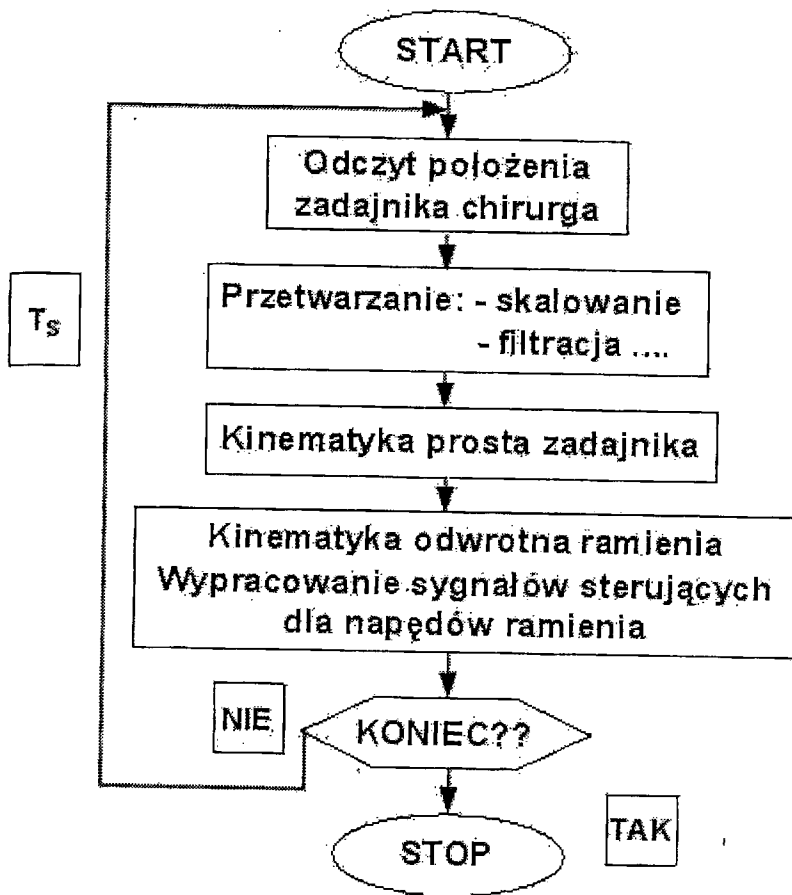 START
Odczyt położenia
zadajnika chirurga
Ts
Przetwarzanie: - skalowanie
- filtracja ....
Kinematyka prosta zadajnika
Kinematyka odwrotna ramienia
Wypracowanie sygnałów sterujących
dla napędów ramienia
NIE
KONIEC??
TAK
STOP